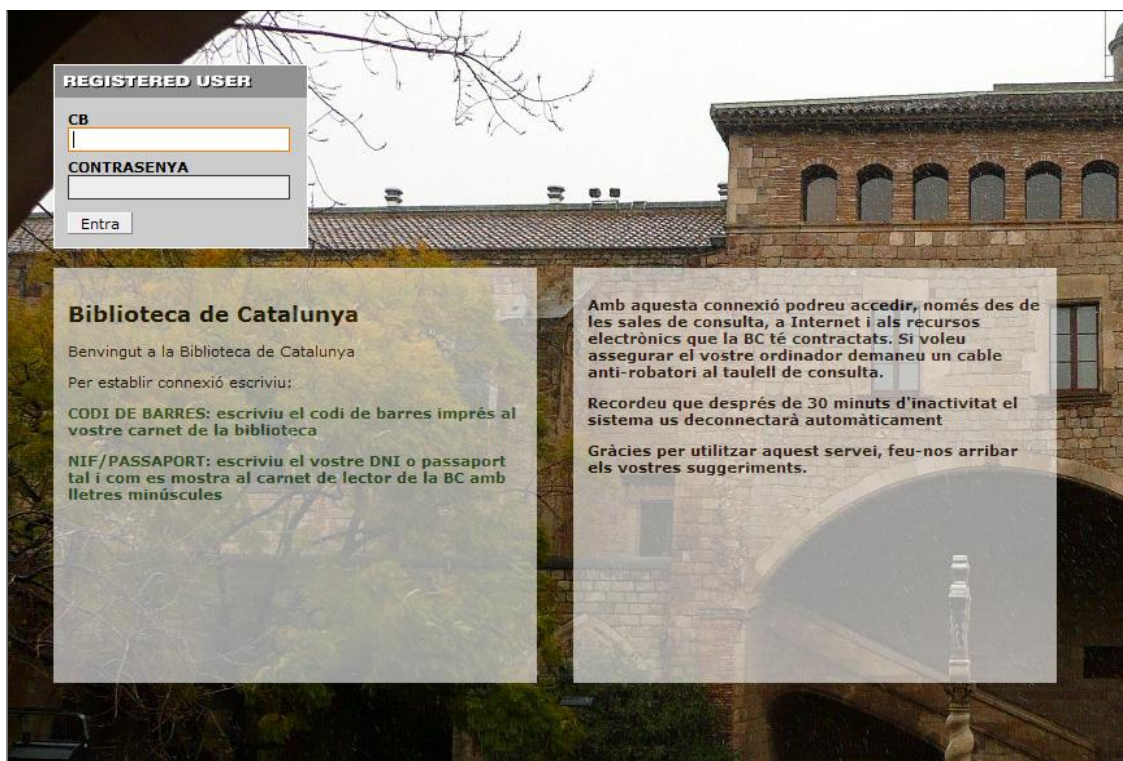 REGISTERED USER
CB
CONTRASENYA
Entra
Biblioteca de Catalunya
Benvingut a la Biblioteca de Catalunya
Per establir connexió escriviu:
CODI DE BARRES: escriviu el codi de barres imprés al
vostre carnet de la biblioteca
NIF/PASSAPORT: escriviu el vostre DNI o passaport
tal i com es mostra al carnet de lector de la BC amb
lletres minúscules
Amb aquesta connexió podreu accedir, només des de
les sales de consulta, a Internet i als recursos
electrònics que la BC té contractats. Si voleu
assegurar el vostre ordinador demaneu un cable
anti-robatori al taulell de consulta.
Recordeu que després de 30 minuts d'inactivitat el
sistema us deconnectarà automàticament
Gràcies per utilitzar aquest servei, feu-nos arribar
els vostres suggeriments.